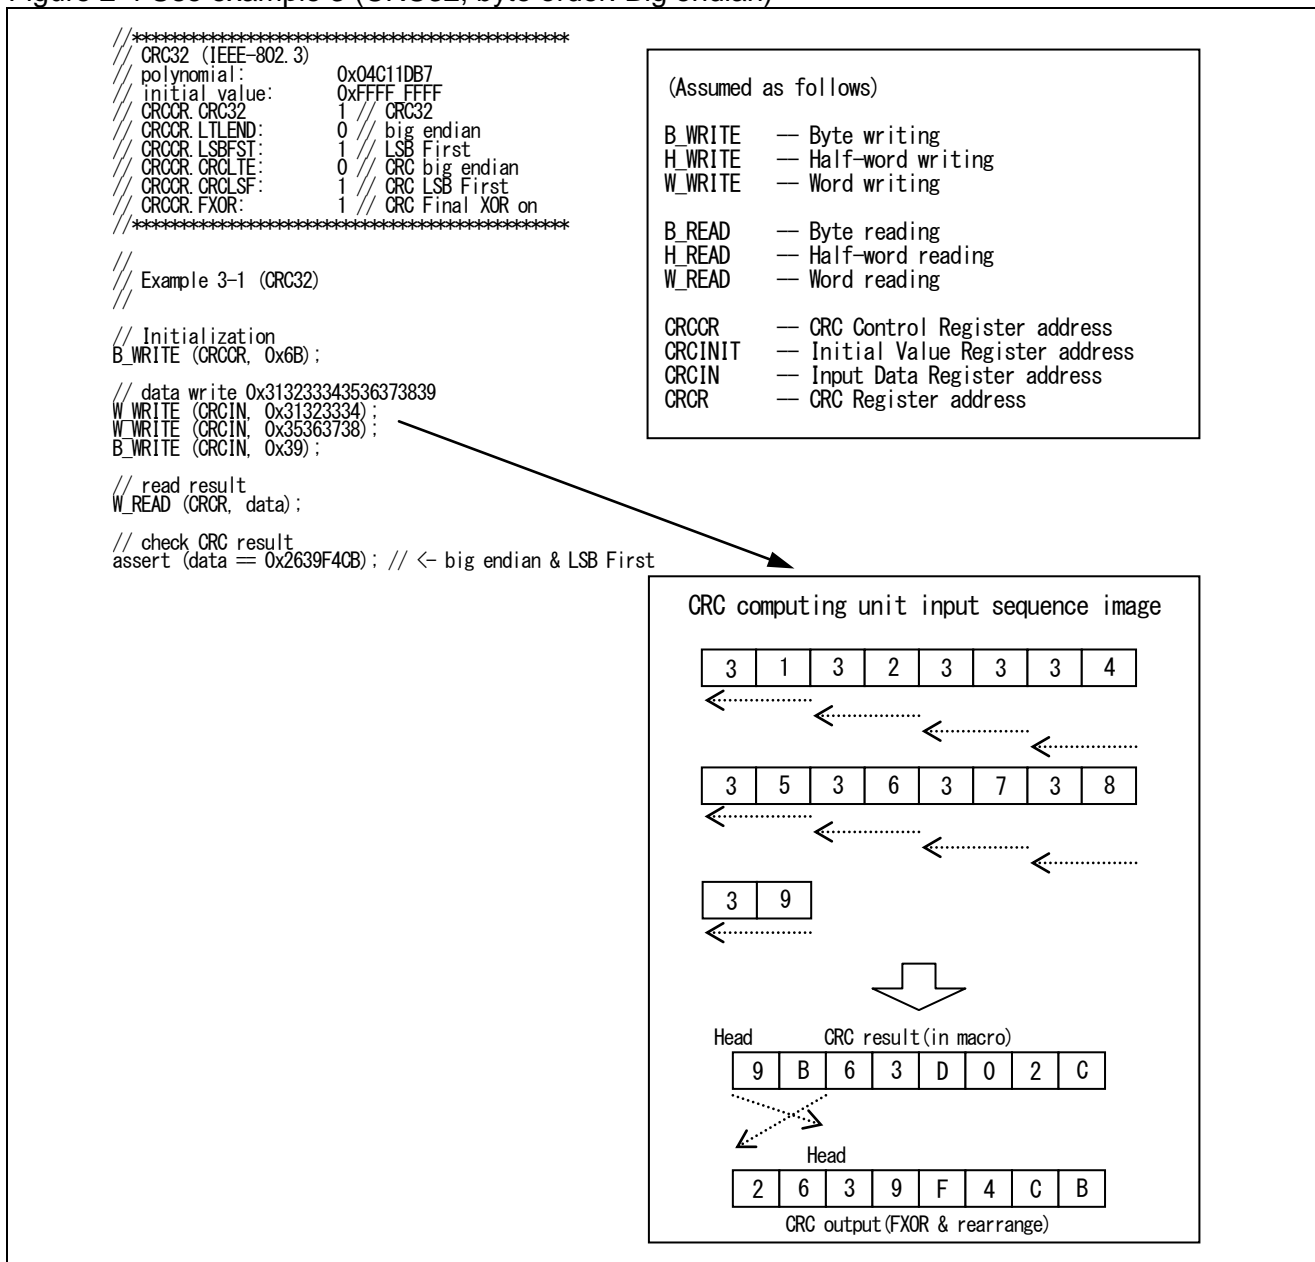 Figure 2-4 Use example 3 (CRC32, byte order: Big endian)
//********************************************
// CRC32 (IEEE-802.3)
// polynomial: 0x04C11DB7
// initial value: 0xFFFF_FFFF
// CRCCR.CRC32 1 // CRC32
// CRCCR.LTLEND: 0 // big endian
// CRCCR.LSBFST: 1 // LSB First
// CRCCR.CRCLTE: 0 // CRC big endian
// CRCCR.CRCLSF: 1 // CRC LSB First
// CRCCR.FXOR: 1 // CRC Final XOR on
//********************************************
//
// Example 3-1 (CRC32)
//
// Initialization
B_WRITE (CRCCR, 0x6B);
// data write 0x313233343536373839
W_WRITE (CRCIN, 0x31323334);
W_WRITE (CRCIN, 0x35363738);
B_WRITE (CRCIN, 0x39);
// read result
W_READ (CRCR, data);
// check CRC result
assert (data == 0x2639F4CB); // <- big endian & LSB First
(Assumed as follows)
B_WRITE -- Byte writing
H_WRITE -- Half-word writing
W_WRITE -- Word writing
B_READ -- Byte reading
H_READ -- Half-word reading
W_READ -- Word reading
CRCCR -- CRC Control Register address
CRCINIT -- Initial Value Register address
CRCIN -- Input Data Register address
CRCR -- CRC Register address
CRC computing unit input sequence image
3 1 3 2 3 3 3 4
3 5 3 6 3 7 3 8
3 9
Head CRC result(in macro)
9 B 6 3 D 0 2 C
Head
2 6 3 9 F 4 C B
CRC output(FXOR & rearrange)